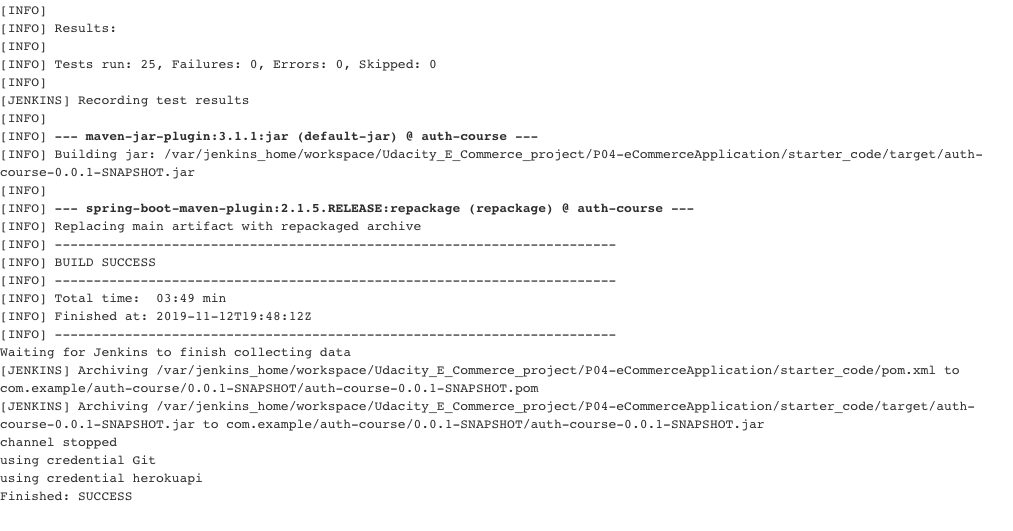 [INFO]
[INFO] Results:
[INFO]
[INFO] Tests run: 25, Failures: 0, Errors: 0, Skipped: 0
[INFO]
[JENKINS] Recording test results
[INFO]
[INFO] --- maven-jar-plugin:3.1.1:jar (default-jar) @ auth-course ---
[INFO] Building jar: /var/jenkins_home/workspace/Udacity_E_Commerce_project/P04-eCommerceApplication/starter_code/target/auth-
course-0.0.1-SNAPSHOT.jar
[INFO]
[INFO] --- spring-boot-maven-plugin:2.1.5.RELEASE:repackage (repackage) @ auth-course ---
[INFO] Replacing main artifact with repackaged archive
[INFO] ------------------------------------------------------------------------
[INFO] BUILD SUCCESS
[INFO] ------------------------------------------------------------------------
[INFO] Total time:  03:49 min
[INFO] Finished at: 2019-11-12T19:48:12Z
[INFO] ------------------------------------------------------------------------
Waiting for Jenkins to finish collecting data
[JENKINS] Archiving /var/jenkins_home/workspace/Udacity_E_Commerce_project/P04-eCommerceApplication/starter_code/pom.xml to
com.example/auth-course/0.0.1-SNAPSHOT/auth-course-0.0.1-SNAPSHOT.pom
[JENKINS] Archiving /var/jenkins_home/workspace/Udacity_E_Commerce_project/P04-eCommerceApplication/starter_code/target/auth-
course-0.0.1-SNAPSHOT.jar to com.example/auth-course/0.0.1-SNAPSHOT/auth-course-0.0.1-SNAPSHOT.jar
channel stopped
using credential Git
using credential herokuapi
Finished: SUCCESS